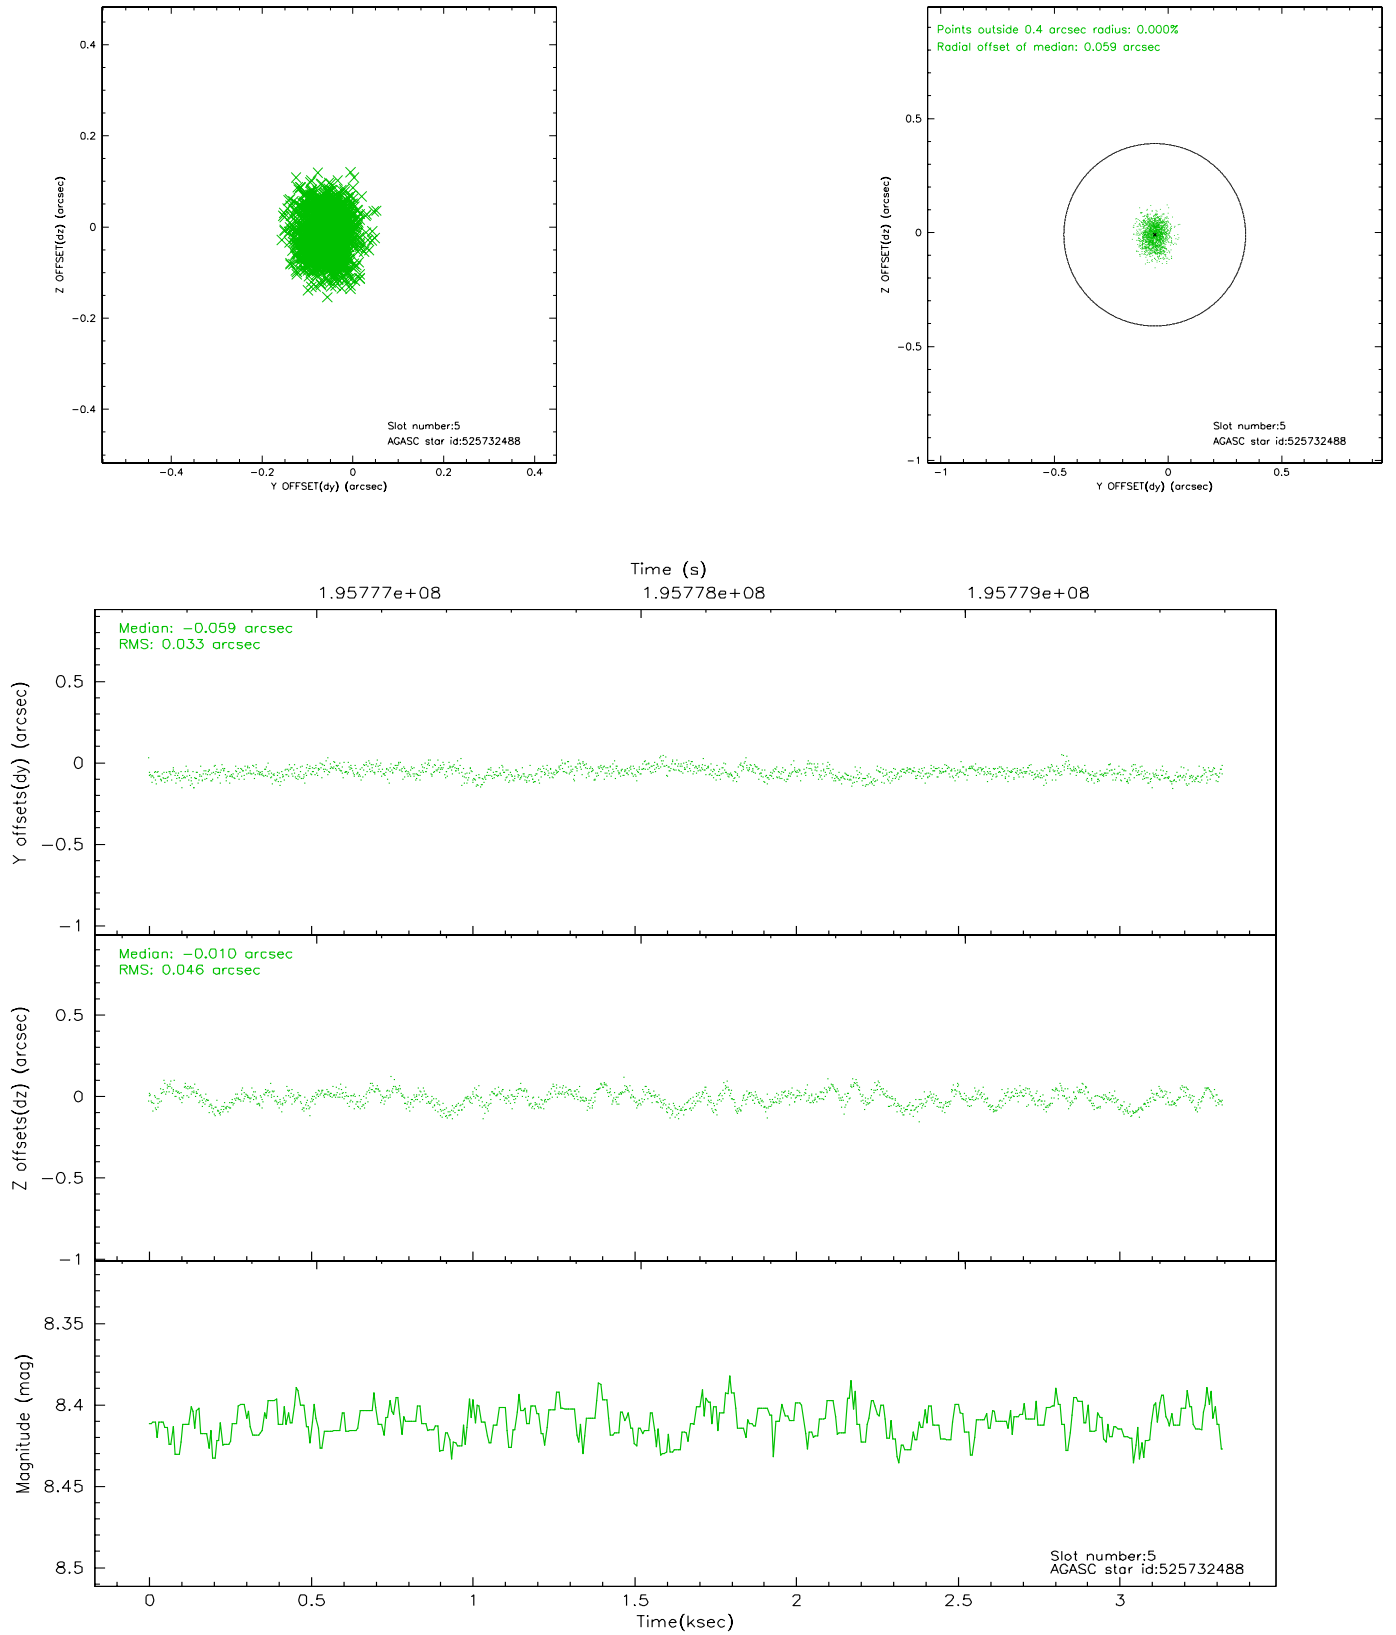 0.4
0.2
0
−0.2
−0.4
Z OFFSET(dz) (arcsec)
Slot number:5
AGASC star id:525732488
−0.4
−0.2
0
0.2
0.4
Y OFFSET(dy) (arcsec)
Points outside 0.4 arcsec radius: 0.000%
Radial offset of median: 0.059 arcsec
0.5
0
−0.5
−1
Z OFFSET(dz) (arcsec)
Slot number:5
AGASC star id:525732488
−1
−0.5
0
0.5
Y OFFSET(dy) (arcsec)
Time (s)
1.95777e+08
1.95778e+08
1.95779e+08
Median: −0.059 arcsec
RMS: 0.033 arcsec
0.5
0
−0.5
−1
Y offsets(dy) (arcsec)
Median: −0.010 arcsec
RMS: 0.046 arcsec
0.5
0
−0.5
−1
Z offsets(dz) (arcsec)
8.35
8.4
8.45
8.5
Magnitude (mag)
Slot number:5
AGASC star id:525732488
0
0.5
1
1.5
2
2.5
3
Time(ksec)